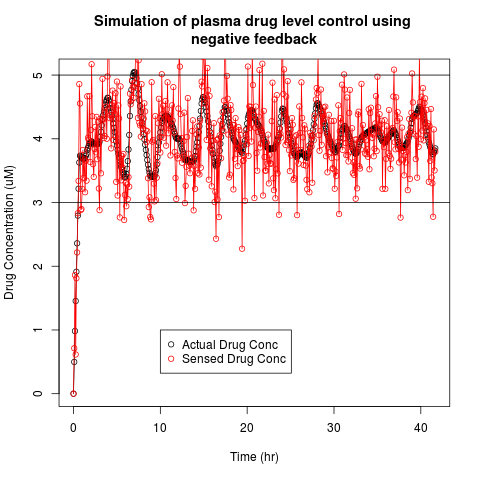 Simulation of plasma drug level control using
negative feedback
Drug Concentration (uM)
5
4
3
2
1
0
Actual Drug Conc
Sensed Drug Conc
0
10
20
30
40
Time (hr)